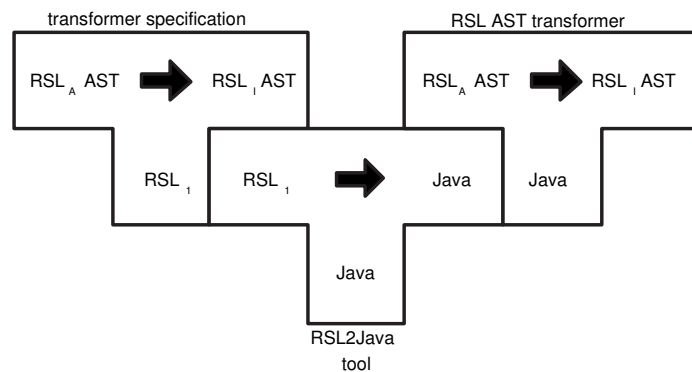 transformer specification RSL AST transformer
RSL A AST RSL I AST RSL A AST RSL I AST
RSL 1 RSL 1 Java Java
Java
RSL2Java
tool